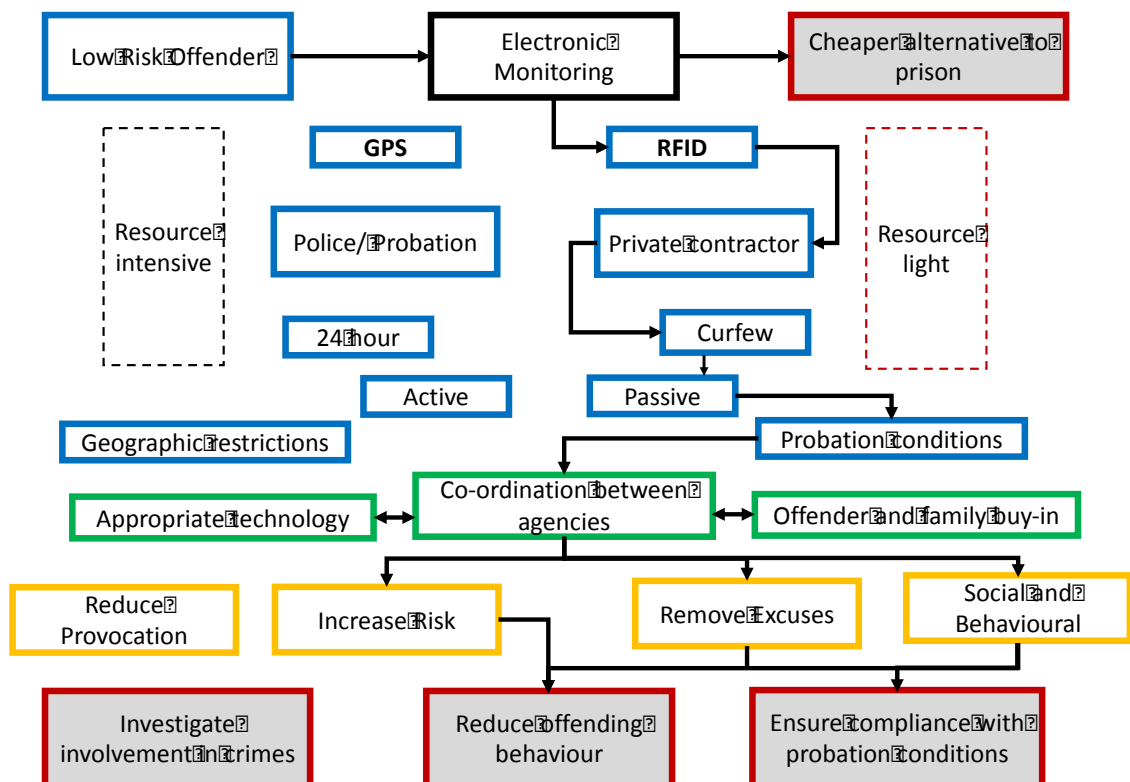 Low Risk Offender
Electronic
Monitoring
Cheaper alternative to
prison
GPS
RFID
Resource
intensive
Police/ Probation
Private contractor
Resource
light
24 hour
Curfew
Active
Passive
Geographic restrictions
Probation conditions
Appropriate technology
Co-ordination between
agencies
Offender and family buy-in
Reduce
Provocation
Increase Risk
Remove Excuses
Social and
Behavioural
Investigate
involvement in crimes
Reduce offending
behaviour
Ensure compliance with
probation conditions